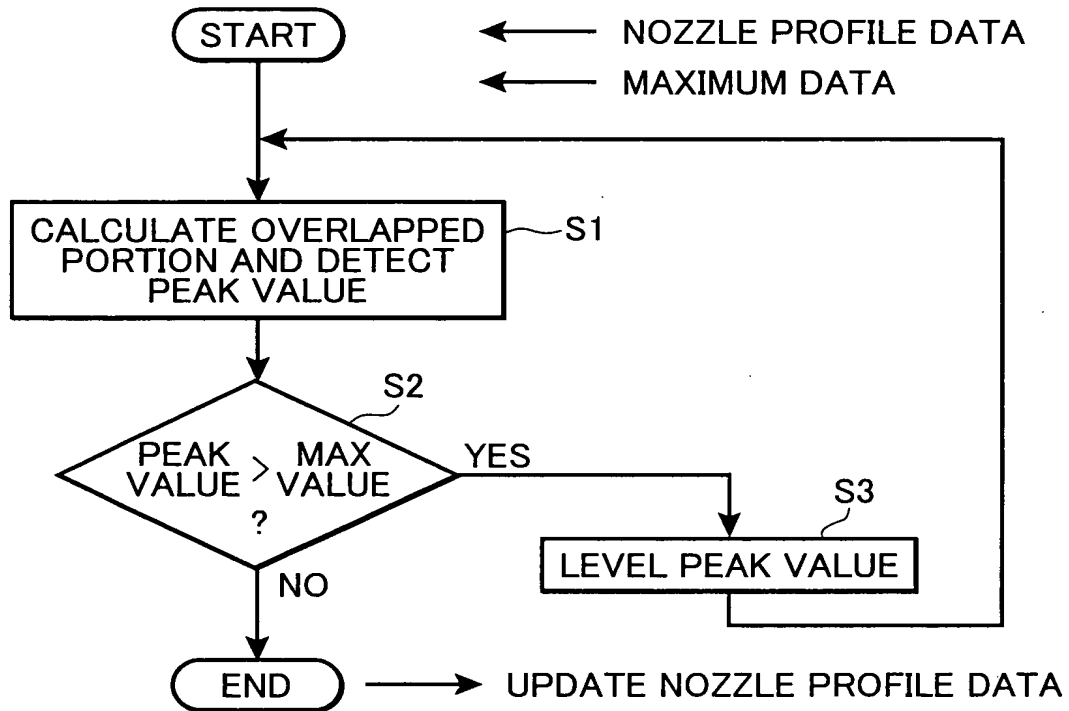 START
NOZZLE PROFILE DATA
MAXIMUM DATA
CALCULATE OVERLAPPED
PORTION AND DETECT
PEAK VALUE
S1
S2
PEAK VALUE > MAX VALUE
?
YES
NO
S3
LEVEL PEAK VALUE
END
UPDATE NOZZLE PROFILE DATA